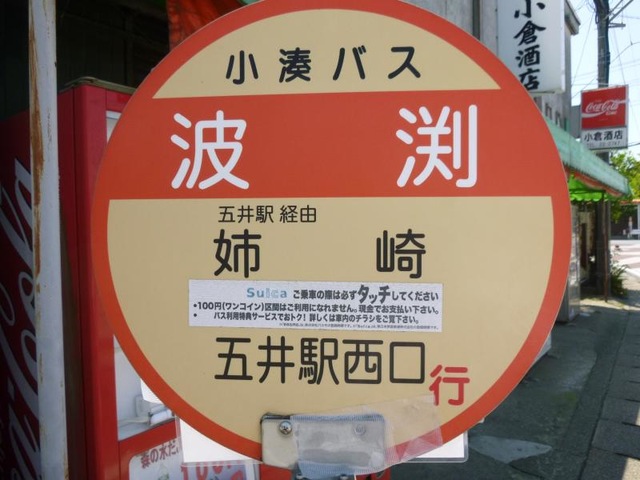 小湊バス
波渕
五井駅 経由
姉崎
Suica ご乗車の際は必ずタッチしてください
・100円(ワンコイン)区間はご利用になれません。現金でお支払い下さい。
・バス利用特典サービスでおトク!詳しくは車内のチラシをご覧下さい。
五井駅西口行
小倉酒店
Coca-Cola
小倉酒店
森の水だ
100